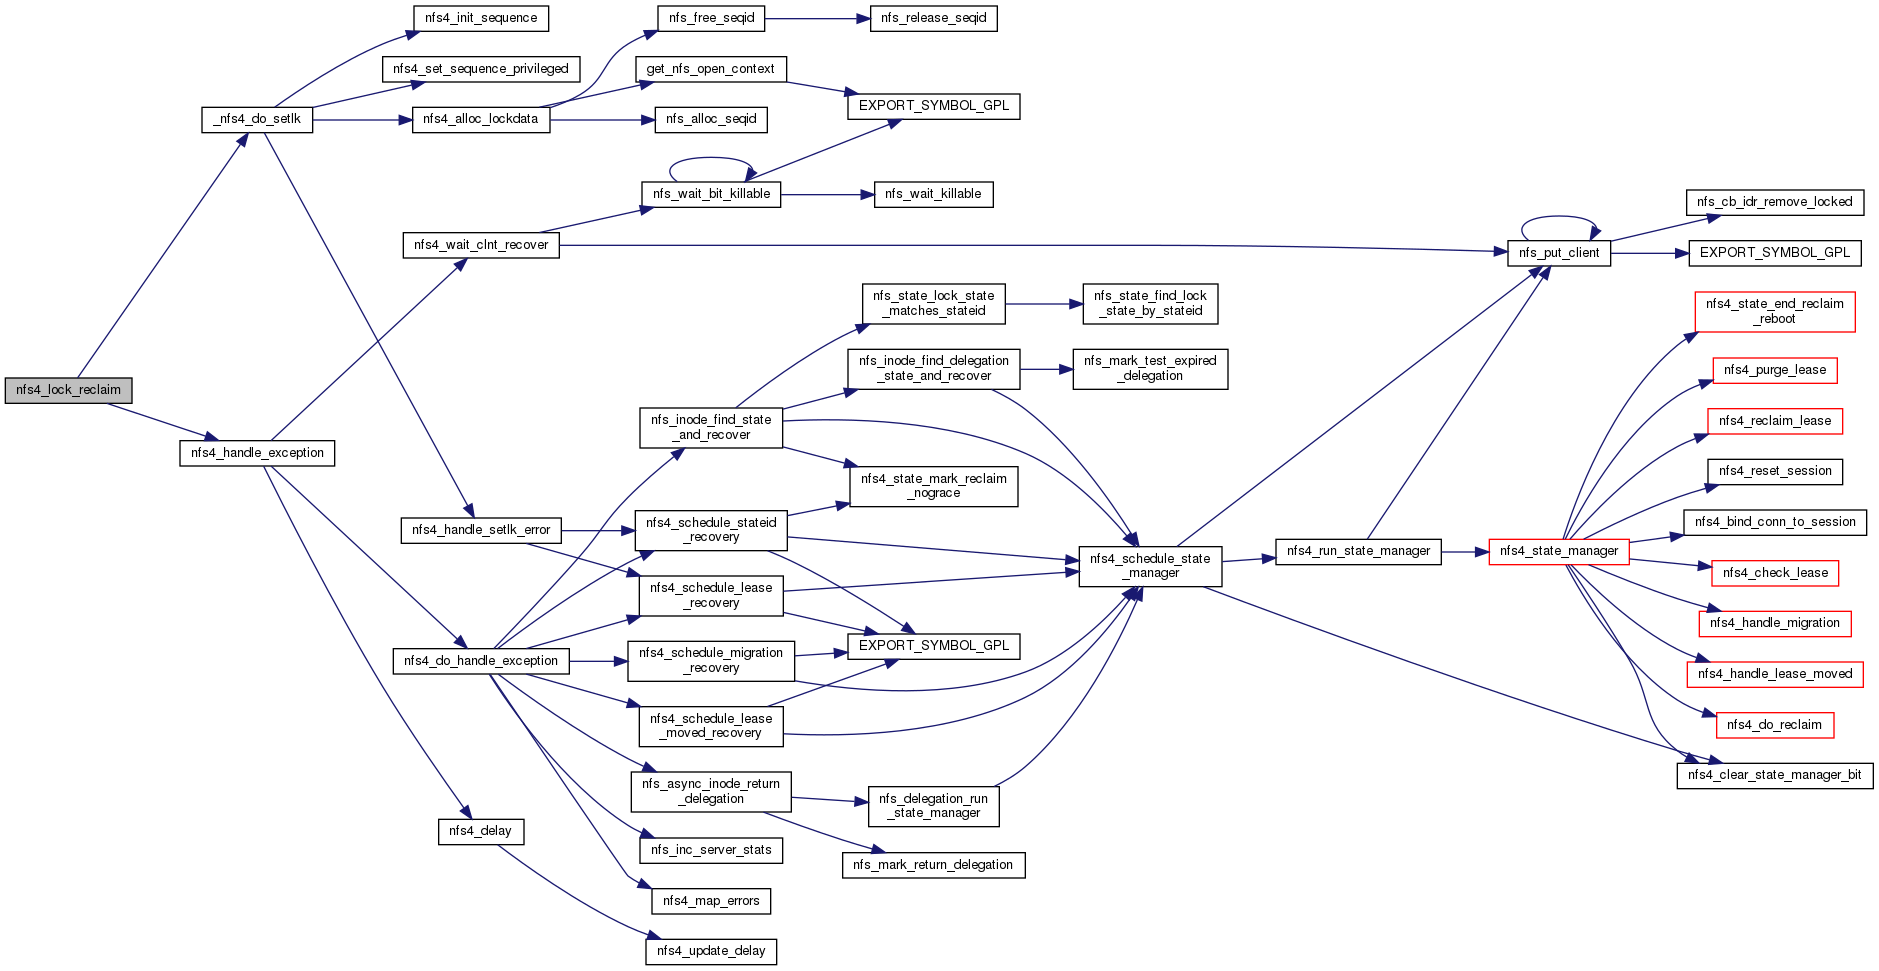 nfs4_lock_reclaim
_nfs4_do_setlk
nfs4_handle_exception
nfs4_init_sequence
nfs4_set_sequence_privileged
nfs4_alloc_lockdata
nfs4_wait_clnt_recover
nfs4_handle_setlk_error
nfs4_do_handle_exception
nfs4_delay
nfs_free_seqid
get_nfs_open_context
nfs_alloc_seqid
nfs_wait_bit_killable
nfs_inode_find_state
_and_recover
nfs4_schedule_stateid
_recovery
nfs4_schedule_lease
_recovery
nfs4_schedule_migration
_recovery
nfs4_schedule_lease
_moved_recovery
nfs_async_inode_return
_delegation
nfs_inc_server_stats
nfs4_map_errors
nfs4_update_delay
nfs_release_seqid
EXPORT_SYMBOL_GPL
nfs_wait_killable
nfs_state_lock_state
_matches_stateid
nfs_inode_find_delegation
_state_and_recover
nfs4_state_mark_reclaim
_nograce
EXPORT_SYMBOL_GPL
nfs_delegation_run
_state_manager
nfs_mark_return_delegation
nfs_state_find_lock
_state_by_stateid
nfs_mark_test_expired
_delegation
nfs4_schedule_state
_manager
nfs4_run_state_manager
nfs_put_client
nfs4_state_manager
nfs_cb_idr_remove_locked
EXPORT_SYMBOL_GPL
nfs4_state_end_reclaim
_reboot
nfs4_purge_lease
nfs4_reclaim_lease
nfs4_reset_session
nfs4_bind_conn_to_session
nfs4_check_lease
nfs4_handle_migration
nfs4_handle_lease_moved
nfs4_do_reclaim
nfs4_clear_state_manager_bit